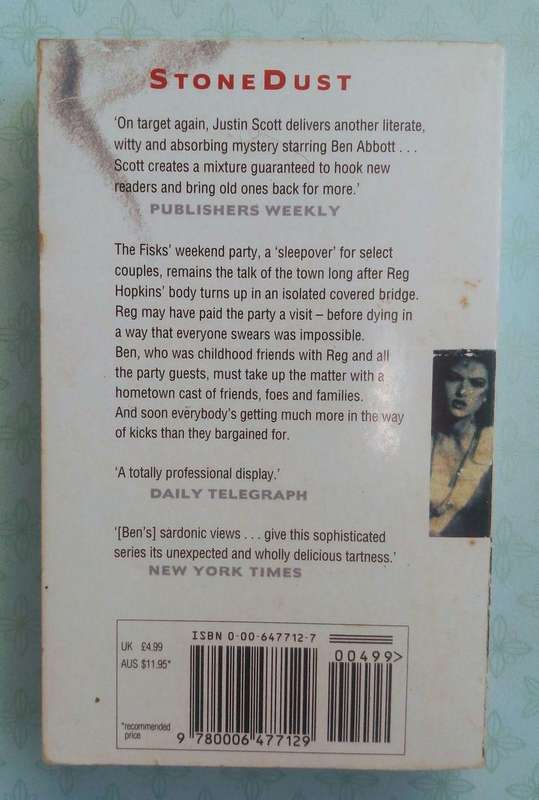 STONEDUST
‘On target again, Justin Scott delivers another literate,
witty and absorbing mystery starring Ben Abbott . . .
Scott creates a mixture guaranteed to hook new
readers and bring old ones back for more.’
PUBLISHERS WEEKLY
The Fisks’ weekend party, a ‘sleepover’ for select
couples, remains the talk of the town long after Reg
Hopkins’ body turns up in an isolated covered bridge.
Reg may have paid the party a visit – before dying in
a way that everyone swears was impossible.
Ben, who was childhood friends with Reg and all
the party guests, must take up the matter with a
hometown cast of friends, foes and families.
And soon everybody’s getting much more in the way
of kicks than they bargained for.
‘A totally professional display.’
DAILY TELEGRAPH
‘[Ben’s] sardonic views . . . give this sophisticated
series its unexpected and wholly delicious tartness.’
NEW YORK TIMES
ISBN 0-00-647712-7
UK £4.99
AUS $11.95*
00499>
*recommended
price
9 780006 477129